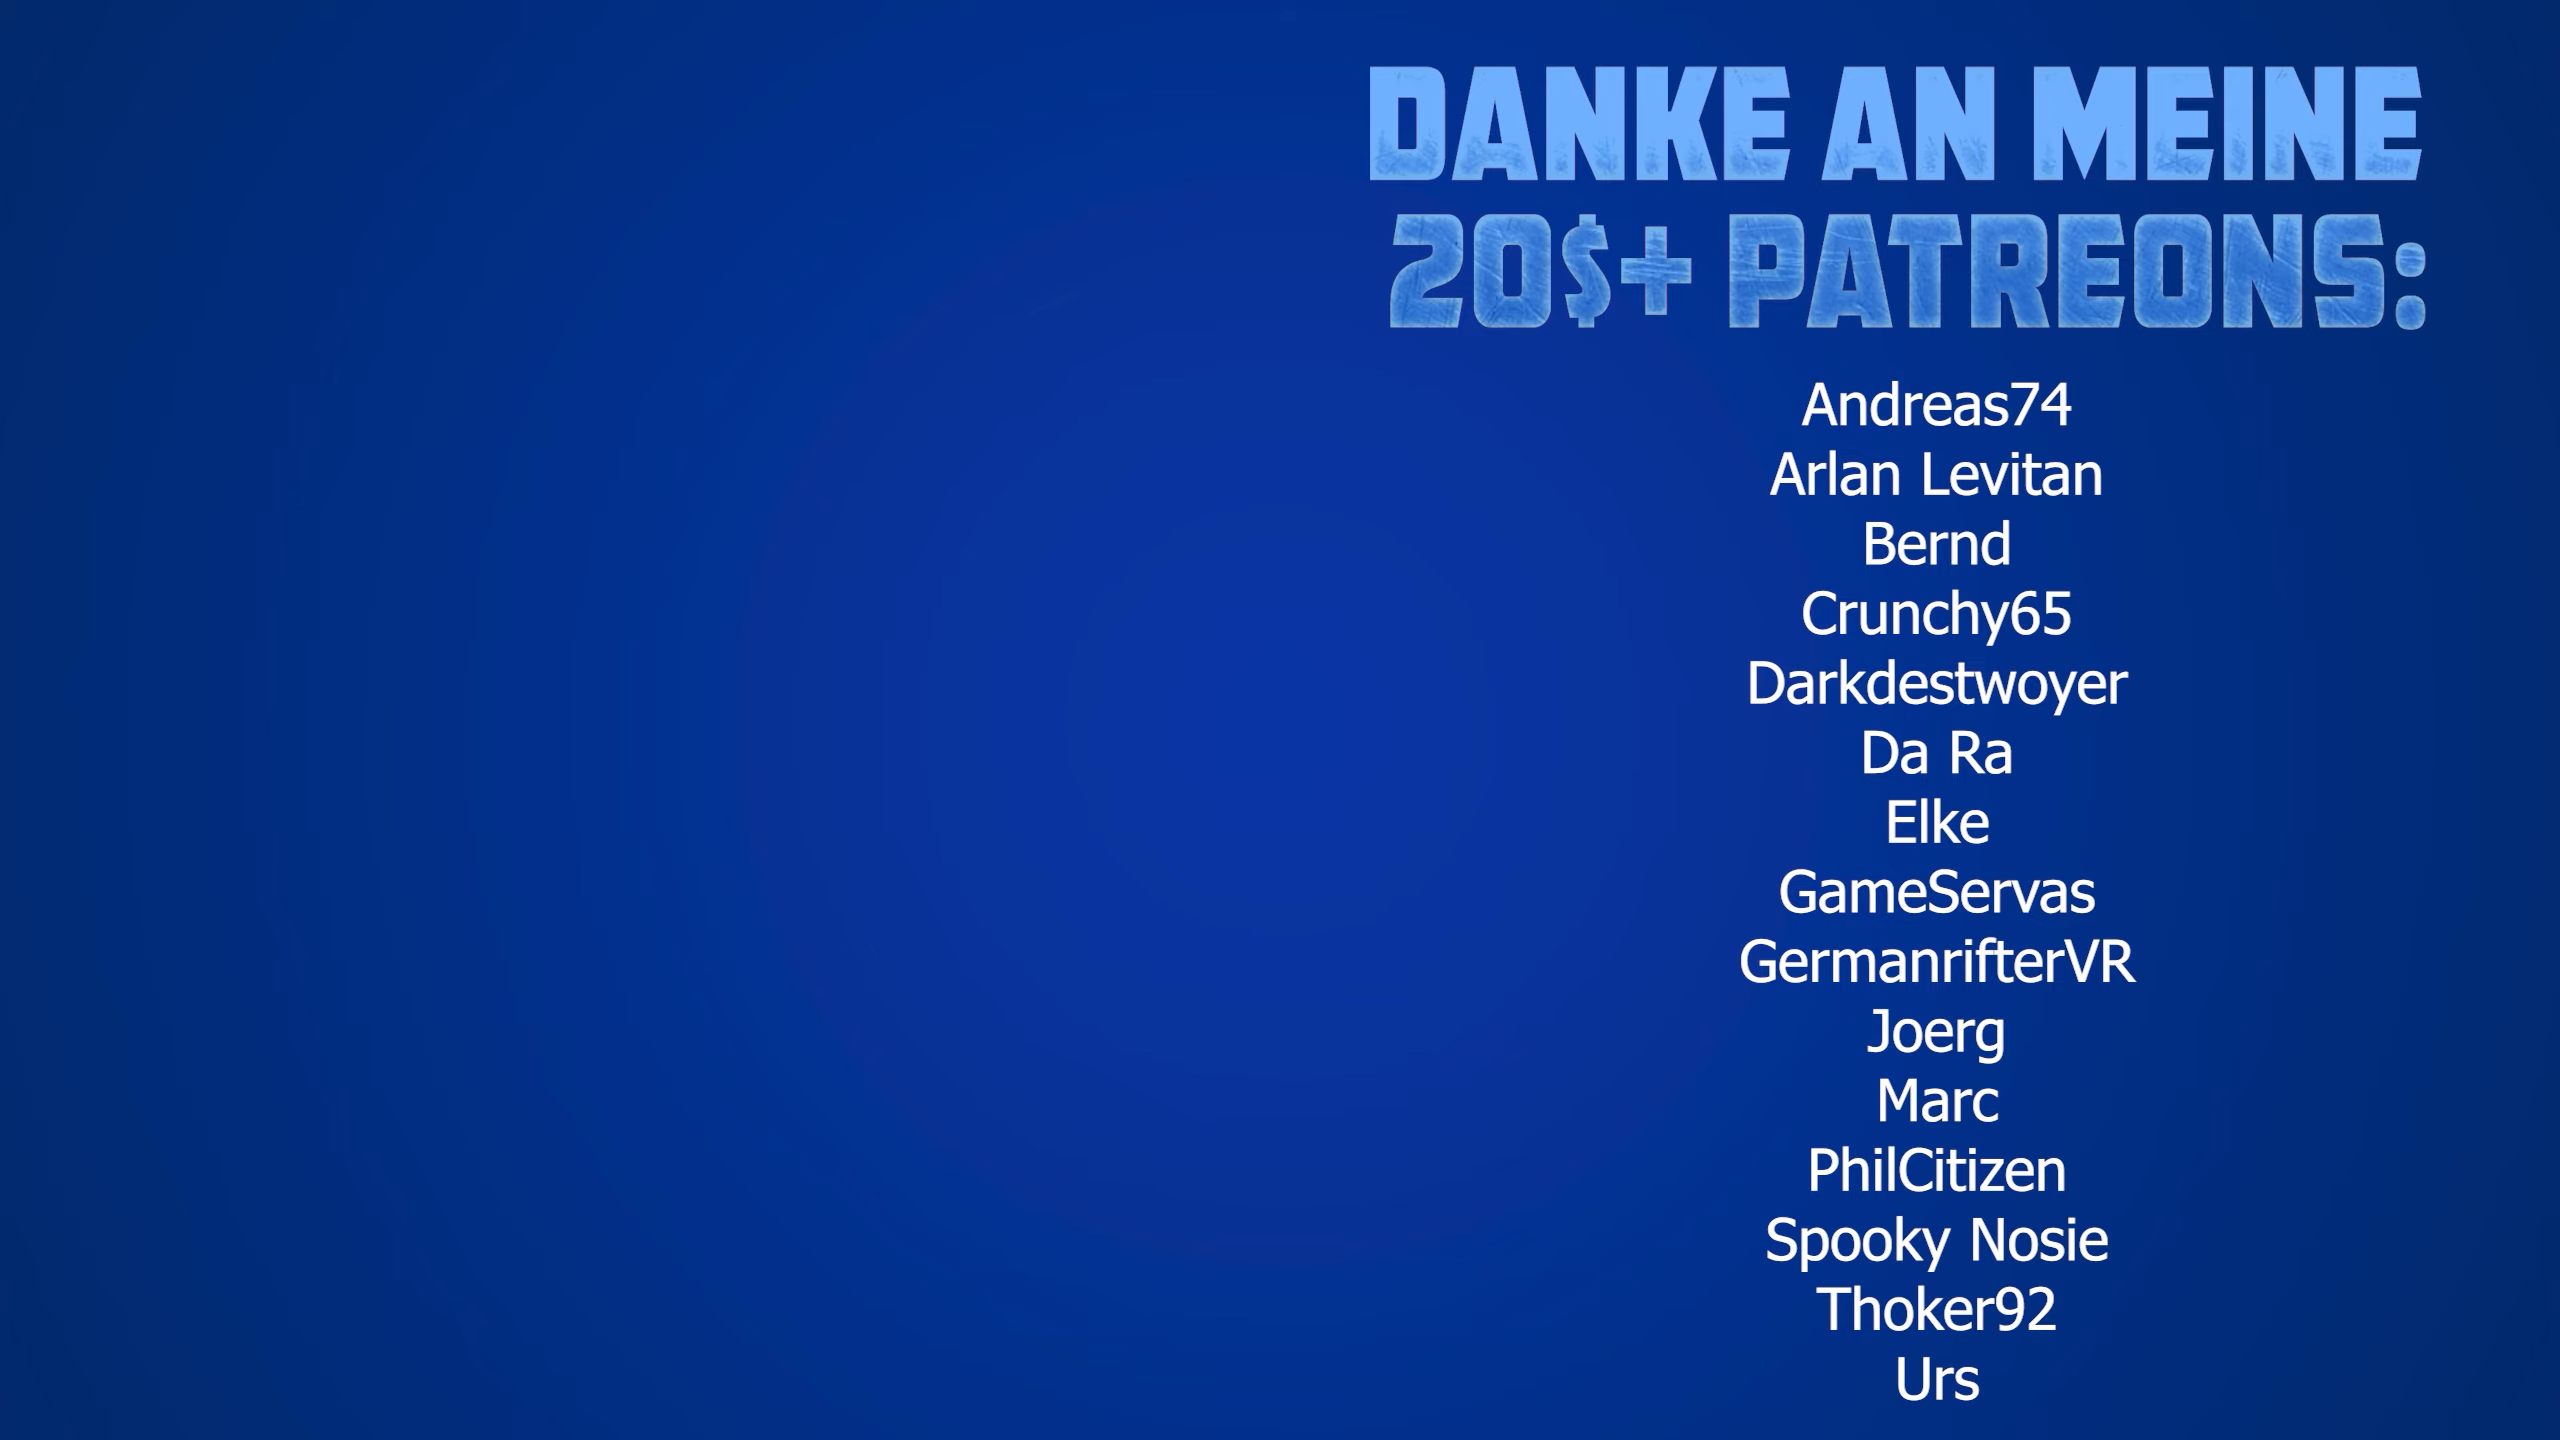 DANKE AN MEINE
20$+ PATREONS:
Andreas74
Arlan Levitan
Bernd
Crunchy65
Darkdestwoyer
Da Ra
Elke
GameServas
GermanrifterVR
Joerg
Marc
PhilCitizen
Spooky Nosie
Thoker92
Urs